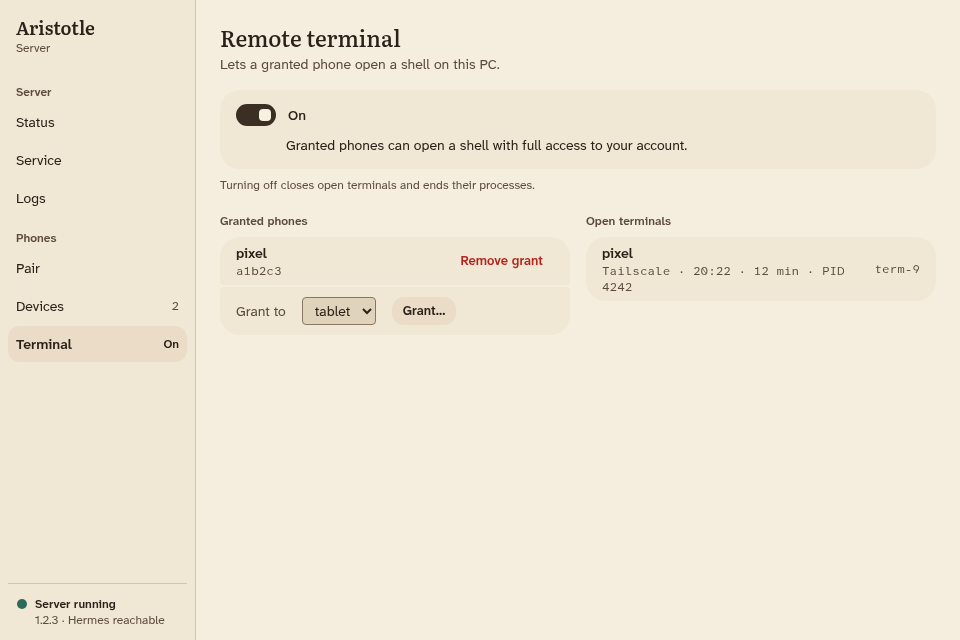 Aristotle
Server
Server
Status
Service
Logs
Phones
Pair
Devices 2
Terminal On
Server running
1.2.3 · Hermes reachable
Remote terminal
Lets a granted phone open a shell on this PC.
On
Granted phones can open a shell with full access to your account.
Turning off closes open terminals and ends their processes.
Granted phones
pixel
a1b2c3
Remove grant
Grant to tablet Grant…
Open terminals
pixel
Tailscale · 20:22 · 12 min · PID
4242
term-9